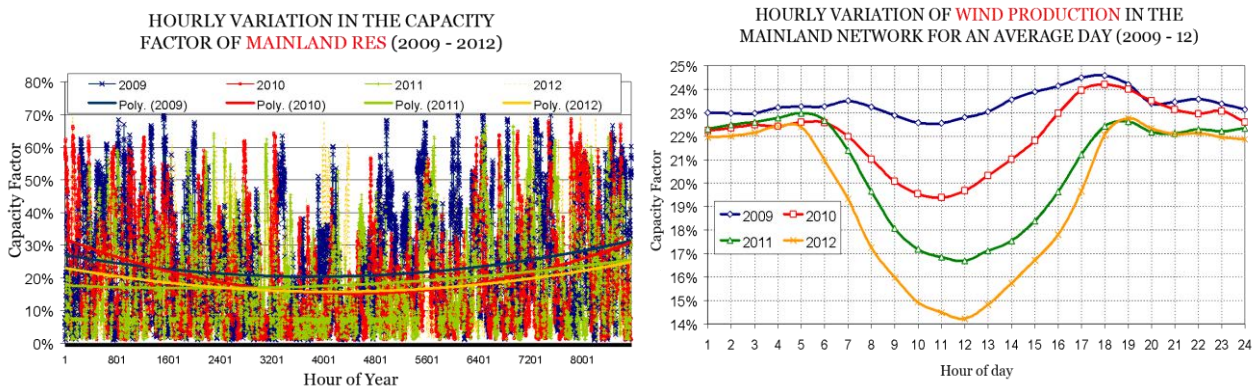 HOURLY VARIATION IN THE CAPACITY
FACTOR OF MAINLAND RES (2009 - 2012)
80%
70%
60%
50%
40%
30%
20%
10%
0%
Capacity Factor
2009 2010 2011 2012
Poly. (2009) Poly. (2010) Poly. (2011) Poly. (2012)
1 801 1601 2401 3201 4001 4801 5601 6401 7201 8001
Hour of Year
HOURLY VARIATION OF WIND PRODUCTION IN THE
MAINLAND NETWORK FOR AN AVERAGE DAY (2009 - 12)
25%
24%
23%
22%
21%
20%
19%
18%
17%
16%
15%
14%
Capacity Factor
2009 2010
2011 2012
1 2 3 4 5 6 7 8 9 10 11 12 13 14 15 16 17 18 19 20 21 22 23 24
Hour of day